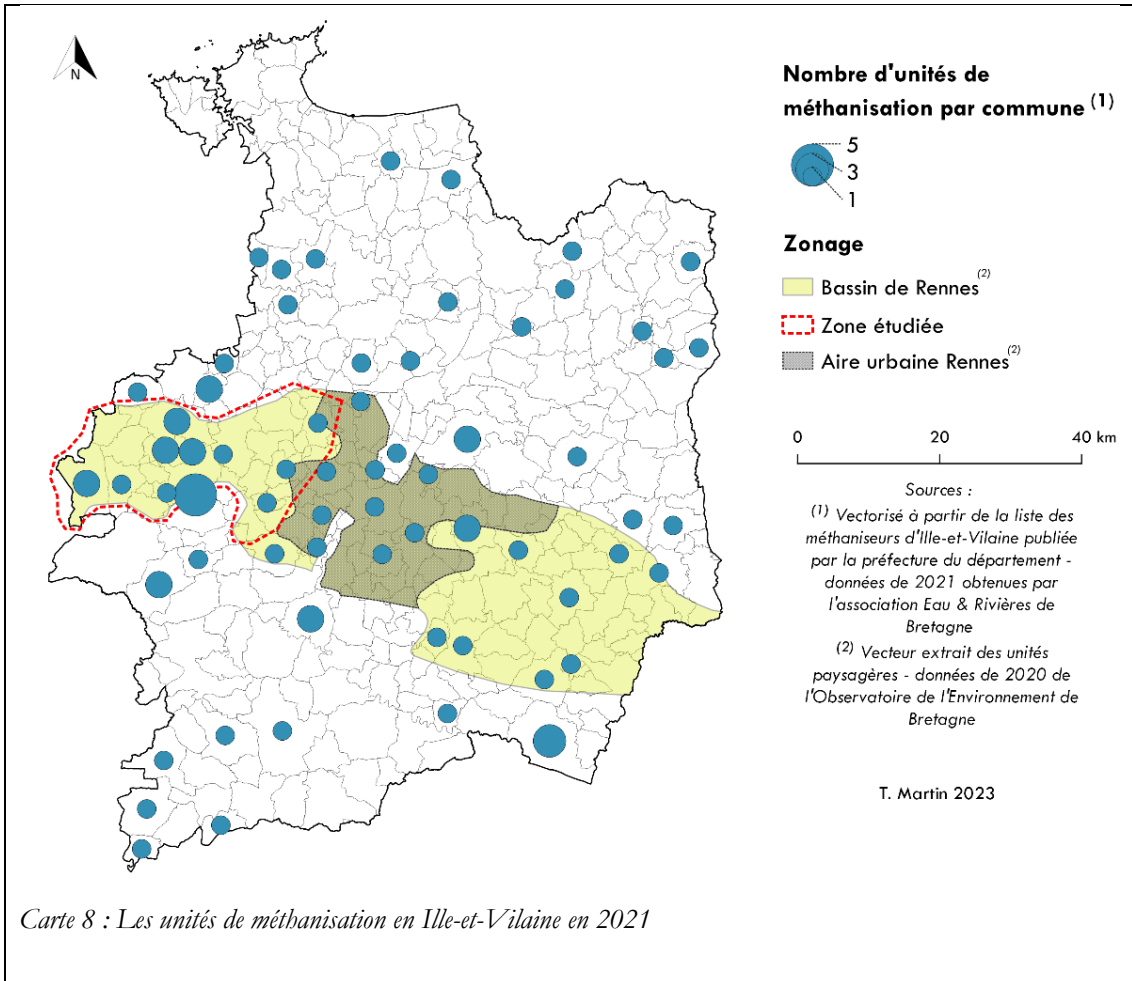 N
Nombre d'unités de
méthanisation par commune (1)
5
3
1
Zonage
Bassin de Rennes (2)
Zone étudiée
Aire urbaine Rennes (2)
0 20 40 km
Sources :
(1) Vectorisé à partir de la liste des
méthaniseurs d'Ille-et-Vilaine publiée
par la préfecture du département -
données de 2021 obtenues par
l'association Eau & Rivières de
Bretagne
(2) Vecteur extrait des unités
paysagères - données de 2020 de
l'Observatoire de l'Environnement de
Bretagne
T. Martin 2023
Carte 8 : Les unités de méthanisation en Ille-et-Vilaine en 2021